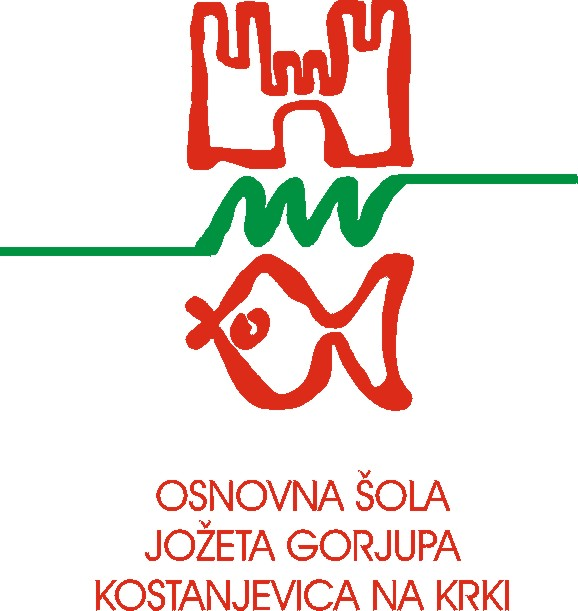 OSNOVNA ŠOLA
JOŽETA GORJUPA
KOSTANJEVICA NA KRKI